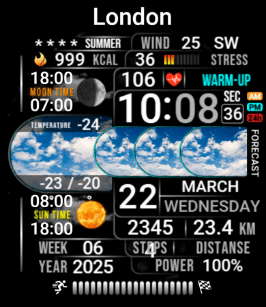 London
**** SUMMER WIND 25 SW
999 KCAL 36 STRESS
18:00 106 WARM-UP
MOON TIME
07:00 10:08 SEC 36 AM PM 24h
TEMPERATURE -24
-23 / -20
FORECAST
08:00 22 MARCH
SUN TIME WEDNESDAY
18:00 2345 23.4 KM
WEEK 06 STAPS 4 DISTANSE
YEAR 2025 POWER 100%